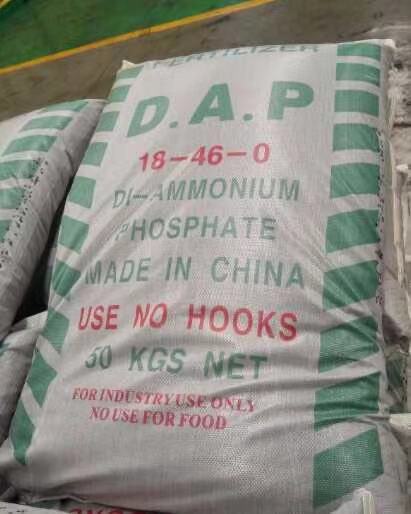 FERTILIZER
D.A.P
18-46-0
DI-AMMONIUM
PHOSPHATE
MADE IN CHINA
USE NO HOOKS
50 KGS NET
FOR INDUSTRY USE ONLY
NO USE FOR FOOD